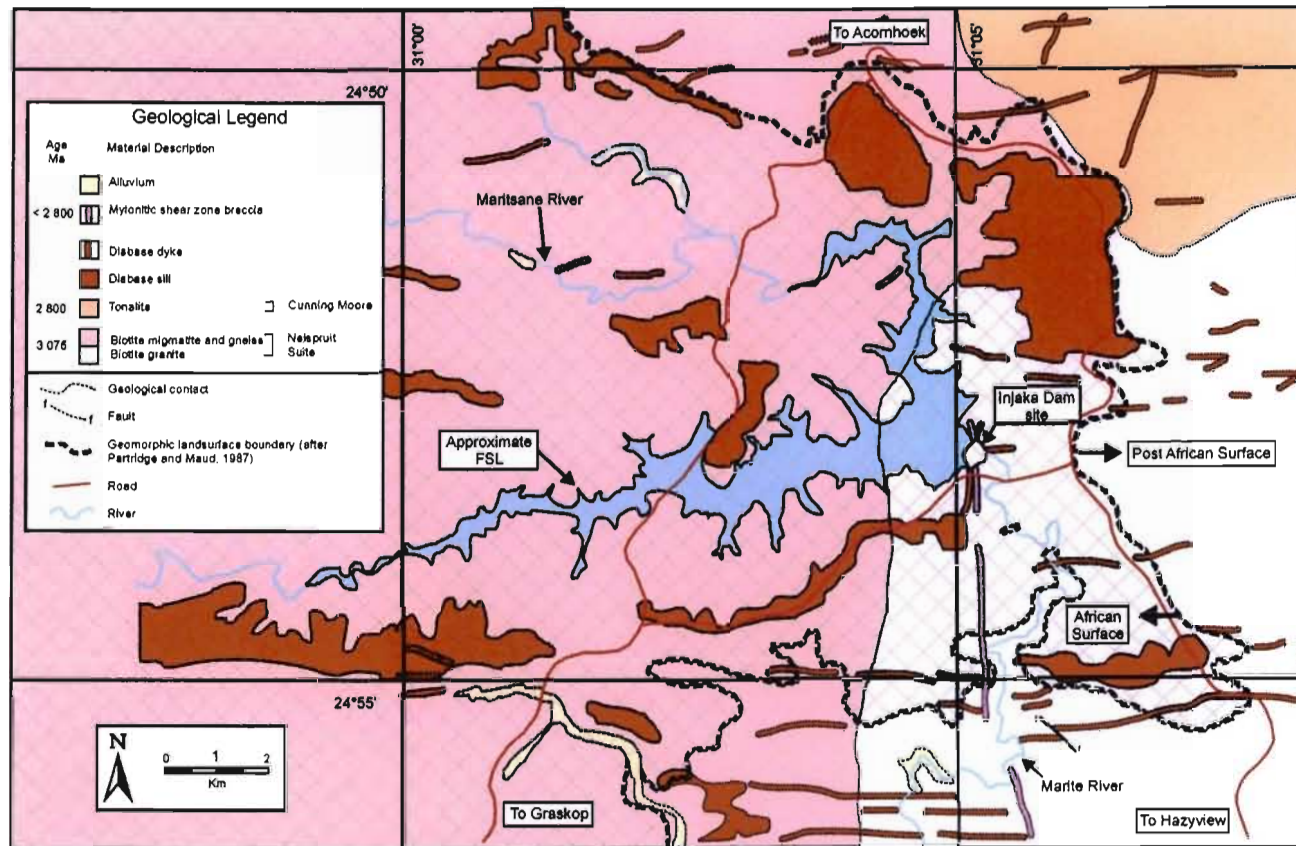 To Acornhoek
31°00'
31°05'
24°50'
Geological Legend
Age
Ma
Material Description
Alluvium
< 2 800
Mylonitic shear zone breccia
Diabase dyke
Diabase sill
2 800
Tonalite
Cunning Moore
3 076
Biotite migmatite and gneiss
Biotite granite
Nelspruit
Suite
Geological contact
f
f
Fault
Geomorphic landsurface boundary (after
Partridge and Maud, 1987)
Road
River
Maritsane River
Approximate
FSL
Injaka Dam
site
Post African Surface
African
Surface
24°55'
N
0 1 2
Km
To Graskop
Marite River
To Hazyview